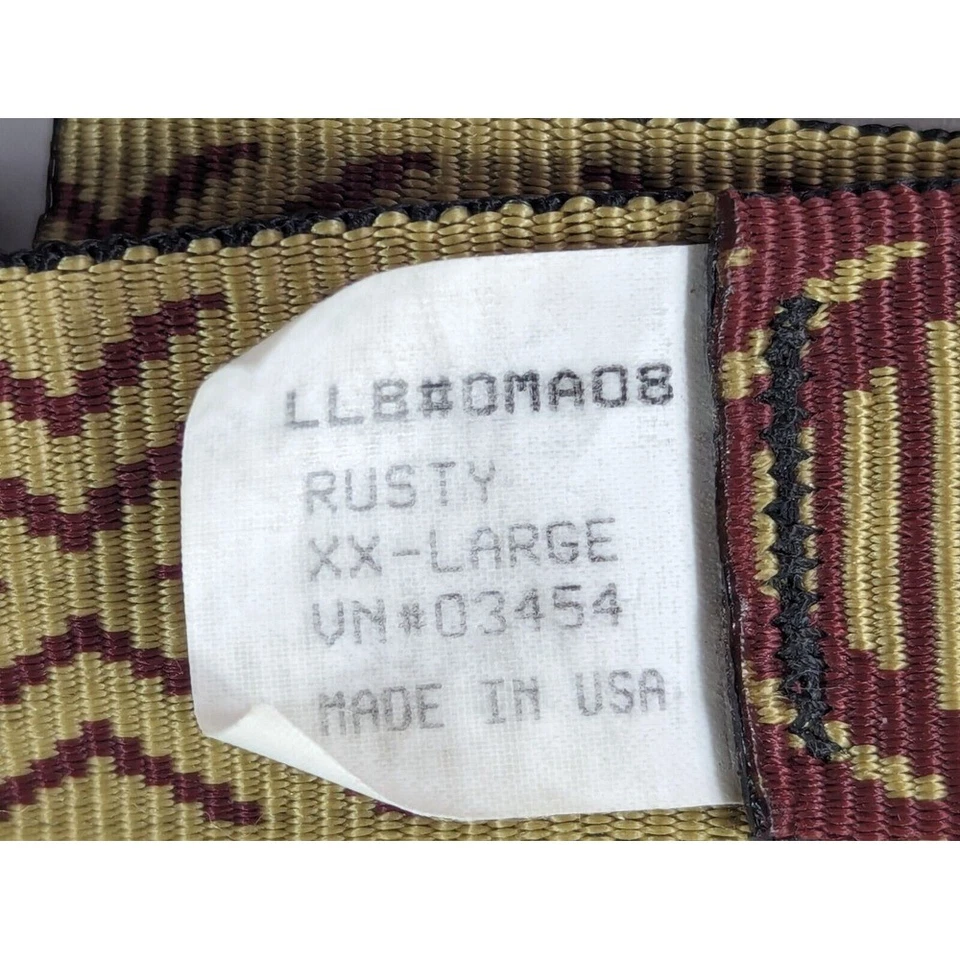 LLB#0MA08
RUSTY
XX-LARGE
VN#03454
MADE IN USA